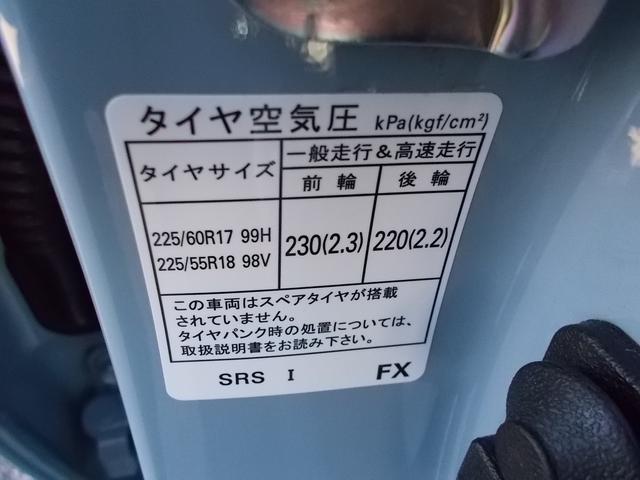 タイヤ空気圧 kPa(kgf/cm²)
タイヤサイズ 一般走行&高速走行
前輪 後輪
225/60R17 99H
225/55R18 98V
230(2.3) 220(2.2)
この車両はスペアタイヤが搭載
されていません。
タイヤパンク時の処置については、
取扱説明書をお読み下さい。
SRS I FX